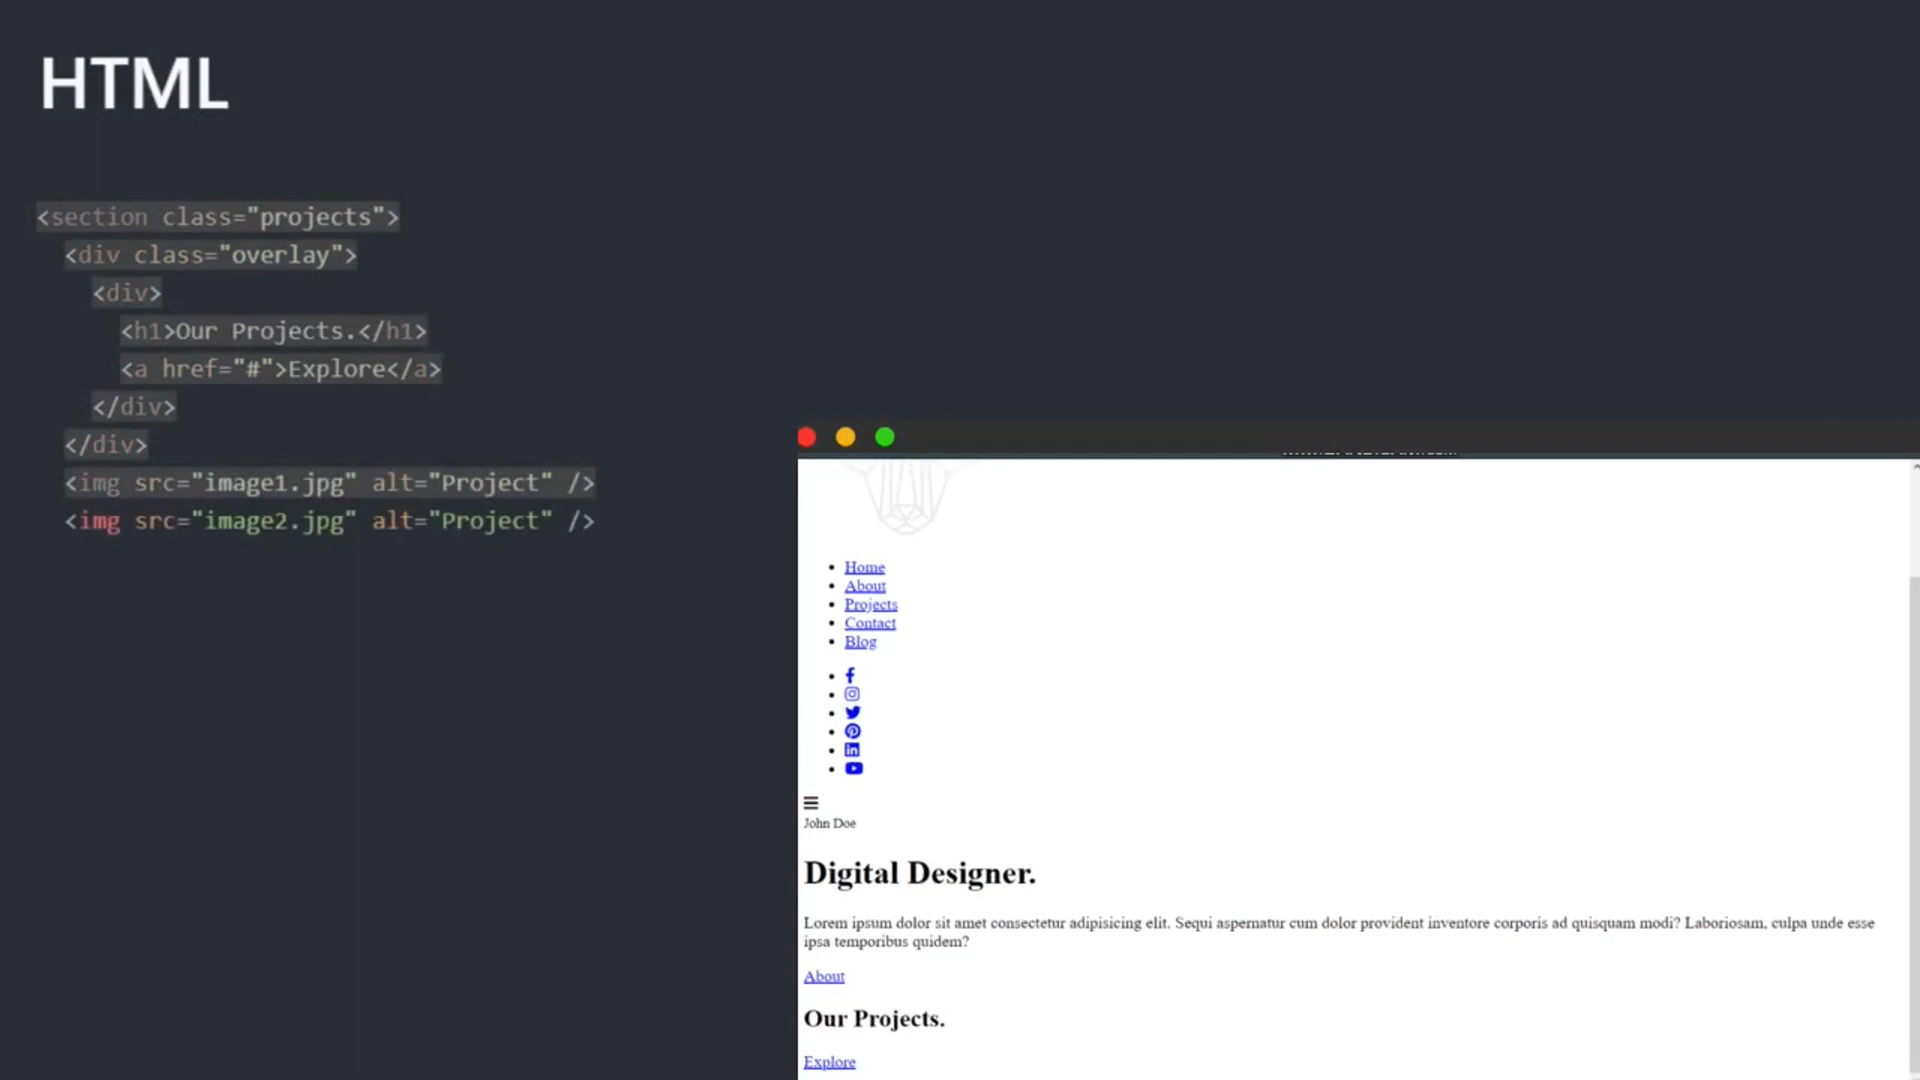 HTML
<section class="projects">
<div class="overlay">
<div>
<h1>Our Projects.</h1>
<a href="#">Explore</a>
</div>
</div>
<img src="image1.jpg" alt="Project" />
<img src="image2.jpg" alt="Project" />
Home
About
Projects
Contact
Blog
John Doe
Digital Designer.
Lorem ipsum dolor sit amet consectetur adipisicing elit. Sequi aspernatur cum dolor provident inventore corporis ad quisquam modi? Laboriosam, culpa unde esse
ipsa temporibus quidem?
About
Our Projects.
Explore